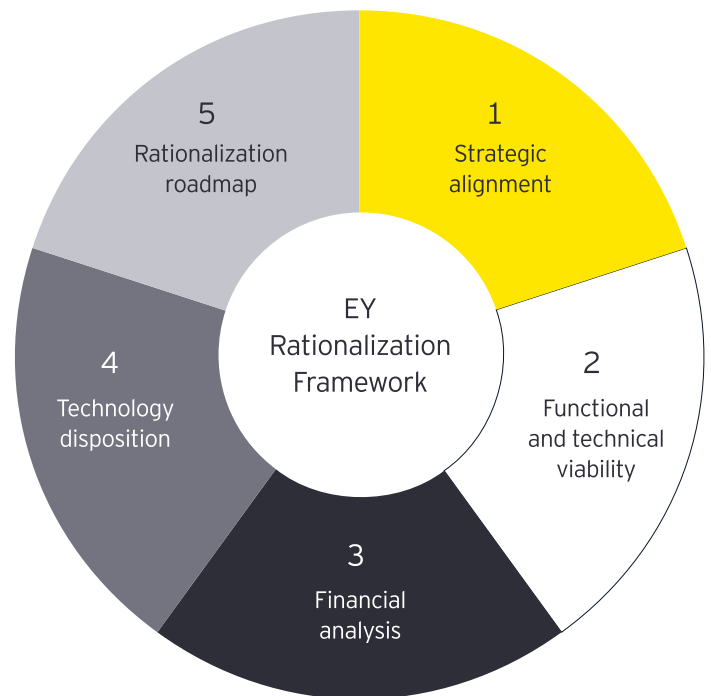 EY
Rationalization
Framework
1
Strategic
alignment
2
Functional
and technical
viability
3
Financial
analysis
4
Technology
disposition
5
Rationalization
roadmap